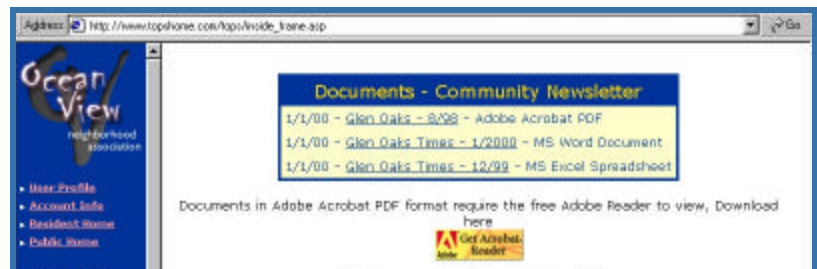 Address http://www.topshome.com/tops/inside_frame.asp Go
Ocean
View
neighborhood
association
User Profile
Account Info
Resident Home
Public Home
Documents - Community Newsletter
1/1/00 - Glen Oaks - 8/98 - Adobe Acrobat PDF
1/1/00 - Glen Oaks Times - 1/2000 - MS Word Document
1/1/00 - Glen Oaks Times - 12/99 - MS Excel Spreadsheet
Documents in Adobe Acrobat PDF format require the free Adobe Reader to view, Download
here
Get Acrobat
Reader
Adobe